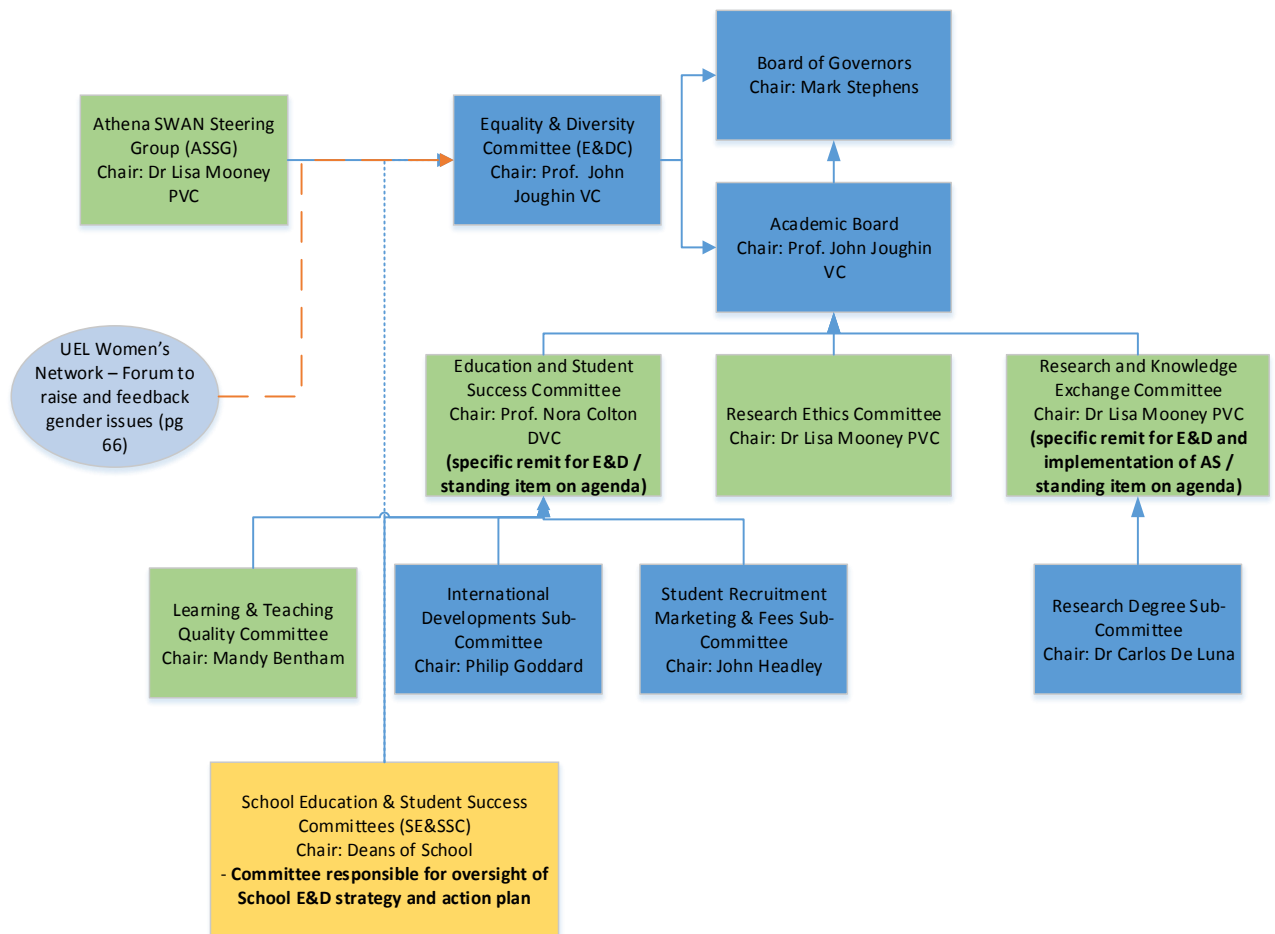 Board of Governors
Chair: Mark Stephens
Athena SWAN Steering
Group (ASSG)
Chair: Dr Lisa Mooney
PVC
Equality & Diversity
Committee (E&DC)
Chair: Prof.  John
Joughin VC
Academic Board
Chair: Prof. John Joughin
VC
UEL Women’s
Network – Forum to
raise and feedback
gender issues (pg
66)
Education and Student
Success Committee
Chair: Prof. Nora Colton
DVC
(specific remit for E&D /
standing item on agenda)
Research Ethics Committee
Chair: Dr Lisa Mooney PVC
Research and Knowledge
Exchange Committee
Chair: Dr Lisa Mooney PVC
(specific remit for E&D and
implementation of AS /
standing item on agenda)
Learning & Teaching
Quality Committee
Chair: Mandy Bentham
International
Developments Sub-
Committee
Chair: Philip Goddard
Student Recruitment
Marketing & Fees Sub-
Committee
Chair: John Headley
Research Degree Sub-
Committee
Chair: Dr Carlos De Luna
School Education & Student Success
Committees (SE&SSC)
Chair: Deans of School
- Committee responsible for oversight of
School E&D strategy and action plan